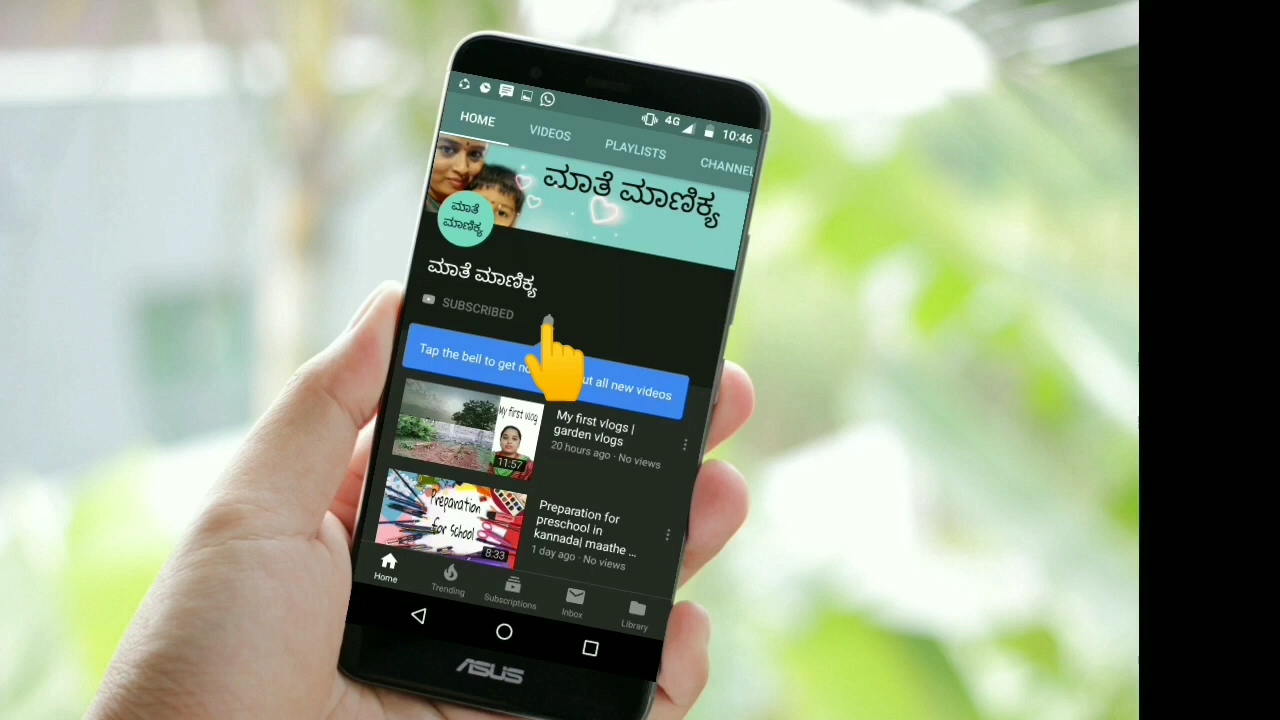 4G 10:46
HOME VIDEOS PLAYLISTS CHANNEL
ಮಾತೆ ಮಾಣಿಕ್ಯ
ಮಾತೆ
ಮಾಣಿಕ್ಯ
ಮಾತೆ ಮಾಣಿಕ್ಯ
SUBSCRIBED
Tap the bell to get no ut all new videos
My first vlog
11:57
My first vlogs |
garden vlogs
20 hours ago · No views
Preparation
for school
8:33
Preparation for
preschool in
kannada| maathe ...
1 day ago · No views
Home Trending Subscriptions Inbox Library
ASUS